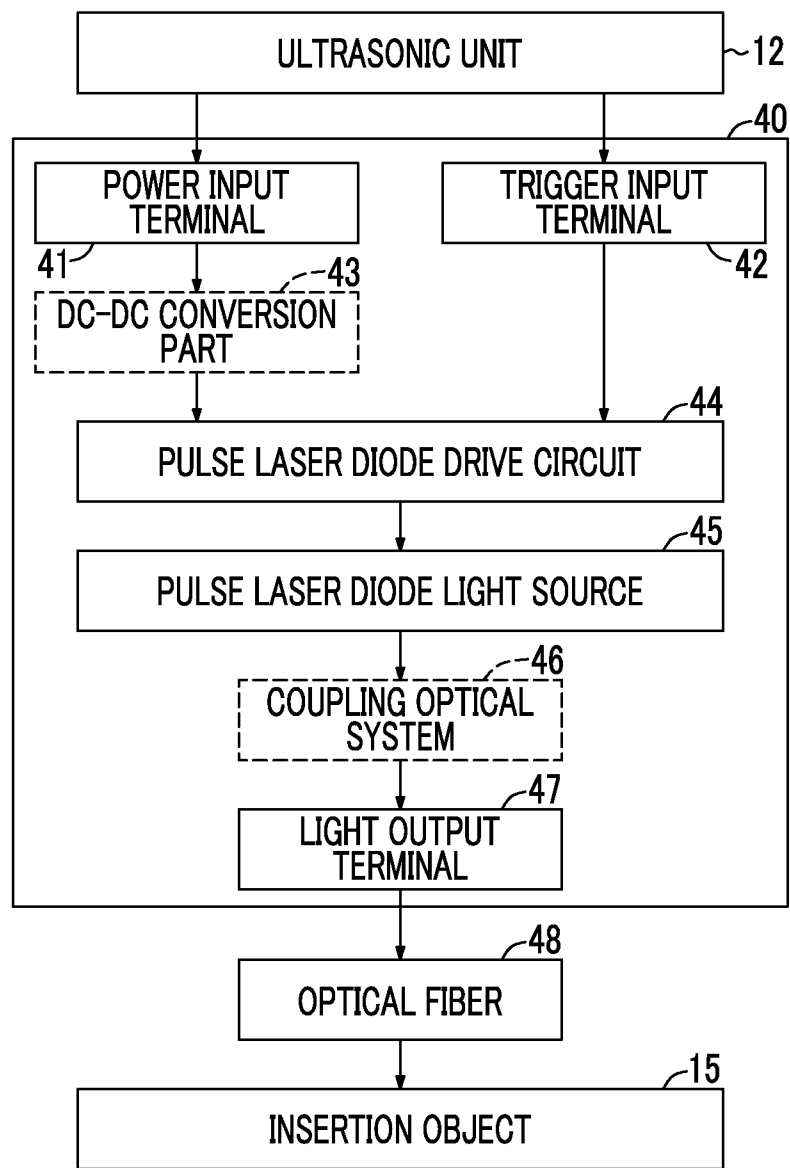 ULTRASONIC UNIT
12
40
POWER INPUT
TERMINAL
41
TRIGGER INPUT
TERMINAL
42
43
DC-DC CONVERSION
PART
44
PULSE LASER DIODE DRIVE CIRCUIT
45
PULSE LASER DIODE LIGHT SOURCE
46
COUPLING OPTICAL
SYSTEM
47
LIGHT OUTPUT
TERMINAL
48
OPTICAL FIBER
15
INSERTION OBJECT